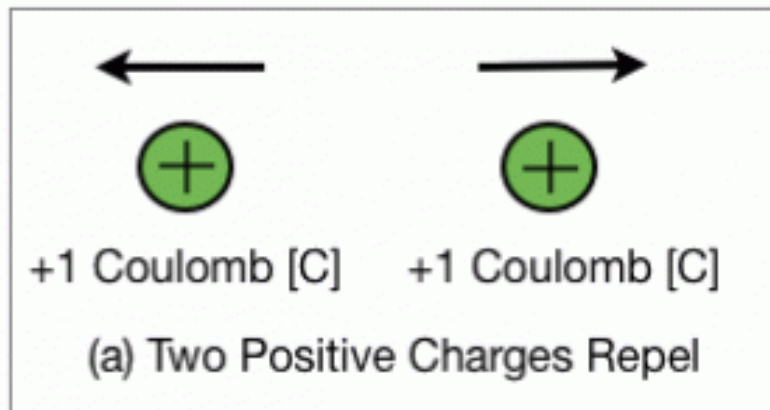 +1 Coulomb [C] +1 Coulomb [C]
(a) Two Positive Charges Repel